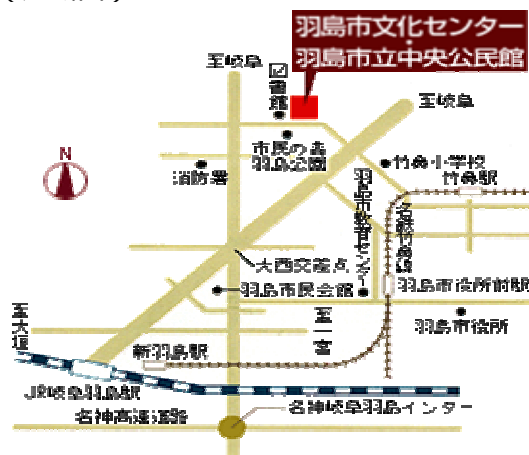 羽島市文化センター
羽島市立中央公民館
至岐阜
図書館
至岐阜
市民の森
羽島公園
消防署
竹鼻小学校
竹鼻駅
N
羽島市教育センター
名鉄竹鼻線
大西交差点
羽島市民会館
羽島市役所前駅
至一宮
羽島市役所
至大垣
新羽島駅
JR岐阜羽島駅
名神岐阜羽島インター
名神高速道路